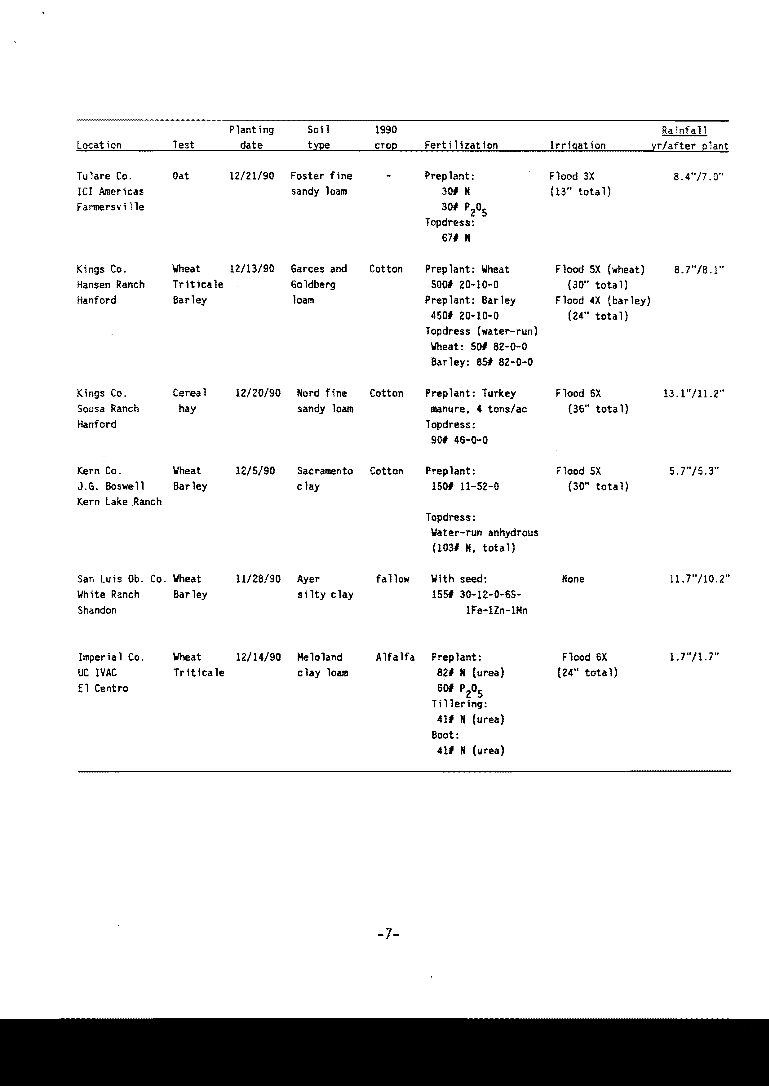 Planting Soil 1990 Rainfall
Location Test date type crop Fertilization Irrigation yr/after plant
Tulare Co. Oat 12/21/90 Foster fine - Preplant: Flood 3X 8.4"/7.0"
ICI Americas sandy loam 30# N (13" total)
Farmersville 30# P2O5
Topdress:
67# N
Kings Co. Wheat 12/13/90 Garces and Cotton Preplant: Wheat Flood 5X (wheat) 8.7"/8.1"
Hansen Ranch Triticale Goldberg 500# 20-10-0 (30" total)
Hanford Barley loam Preplant: Barley Flood 4X (barley)
450# 20-10-0 (24" total)
Topdress (water-run)
Wheat: 50# 82-0-0
Barley: 85# 82-0-0
Kings Co. Cereal 12/20/90 Nord fine Cotton Preplant: Turkey Flood 6X 13.1"/11.2"
Sousa Ranch hay sandy loam manure, 4 tons/ac (36" total)
Hanford Topdress:
90# 46-0-0
Kern Co. Wheat 12/5/90 Sacramento Cotton Preplant: Flood 5X 5.7"/5.3"
J.G. Boswell Barley clay 150# 11-52-0 (30" total)
Kern Lake Ranch
Topdress:
Water-run anhydrous
(103# N, total)
San Luis Ob. Co. Wheat 11/28/90 Ayer fallow With seed: None 11.7"/10.2"
White Ranch Barley silty clay 155# 30-12-0-6S-
Shandon 1Fe-1Zn-1Mn
Imperial Co. Wheat 12/14/90 Meloland Alfalfa Preplant: Flood 6X 1.7"/1.7"
UC IVAC Triticale clay loam 82# N (urea) (24" total)
El Centro 60# P2O5
Tillering:
41# N (urea)
Boot:
41# N (urea)
-7-